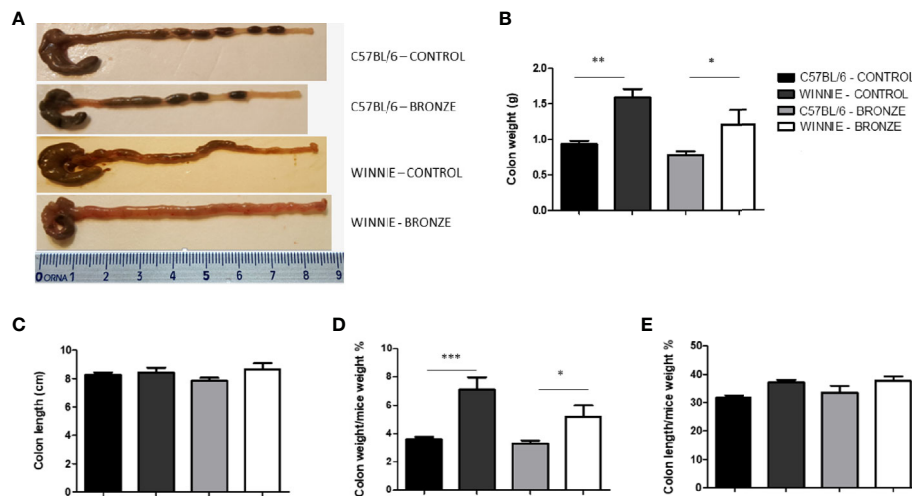 A
C57BL/6 – CONTROL
C57BL/6 – BRONZE
WINNIE – CONTROL
WINNIE - BRONZE
0 ORNA 1 2 3 4 5 6 7 8 9
B
Colon weight (g)
2.0
1.5
1.0
0.5
0.0
**
*
C57BL/6 - CONTROL
WINNIE - CONTROL
C57BL/6 - BRONZE
WINNIE - BRONZE
C
Colon length (cm)
10
8
6
4
2
0
D
Colon weight/mice weight %
10
8
6
4
2
0
***
*
E
Colon length/mice weight %
50
40
30
20
10
0